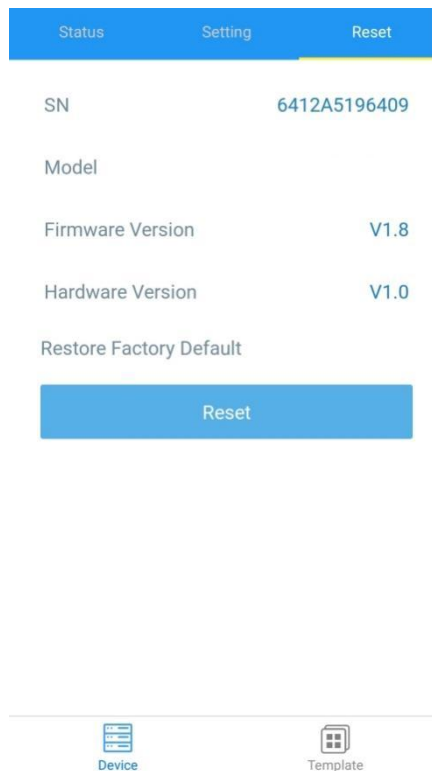 Status Setting Reset
SN 6412A5196409
Model
Firmware Version V1.8
Hardware Version V1.0
Restore Factory Default
Reset
Device Template